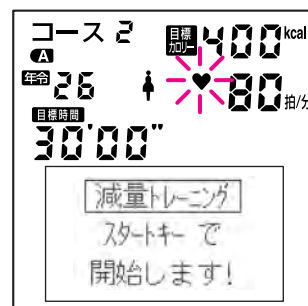 コース 2
目標カロリー 400 kcal
A
年令 26 80 拍/分
目標時間
30'00"
減量トレーニング
スタートキー で
開始します!